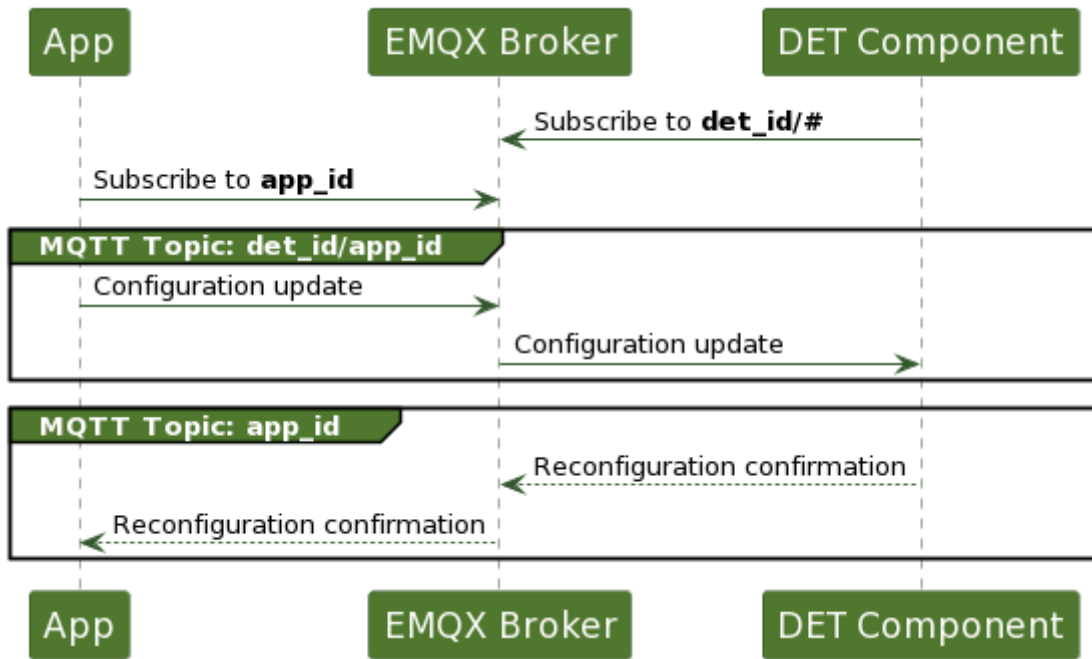 App EMQX Broker DET Component
Subscribe to det_id/#
Subscribe to app_id
MQTT Topic: det_id/app_id
Configuration update
Configuration update
MQTT Topic: app_id
Reconfiguration confirmation
Reconfiguration confirmation
App EMQX Broker DET Component